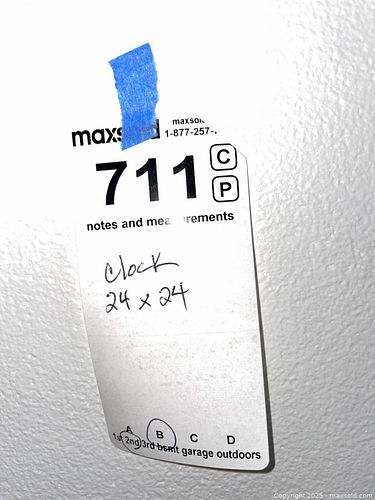 maxsold
1-877-257-
711 C
P
notes and measurements
Clock
24 x 24
A B C D
1st 2nd 3rd bsmt garage outdoors
Copyright 2025 - maxsold.com